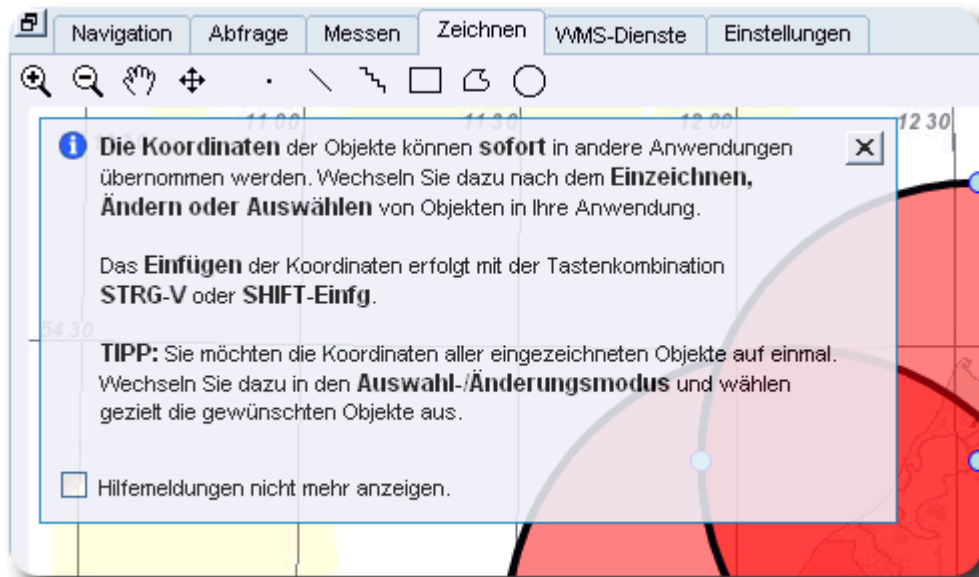 Navigation Abfrage Messen Zeichnen WMS-Dienste Einstellungen
11 00 11 30 12 00 12 30
Die Koordinaten der Objekte können sofort in andere Anwendungen
übernommen werden. Wechseln Sie dazu nach dem Einzeichnen,
Ändern oder Auswählen von Objekten in Ihre Anwendung.
Das Einfügen der Koordinaten erfolgt mit der Tastenkombination
STRG-V oder SHIFT-Einfg.
54 30
TIPP: Sie möchten die Koordinaten aller eingezeichneten Objekte auf einmal.
Wechseln Sie dazu in den Auswahl-/Änderungsmodus und wählen
gezielt die gewünschten Objekte aus.
Hilfemeldungen nicht mehr anzeigen.